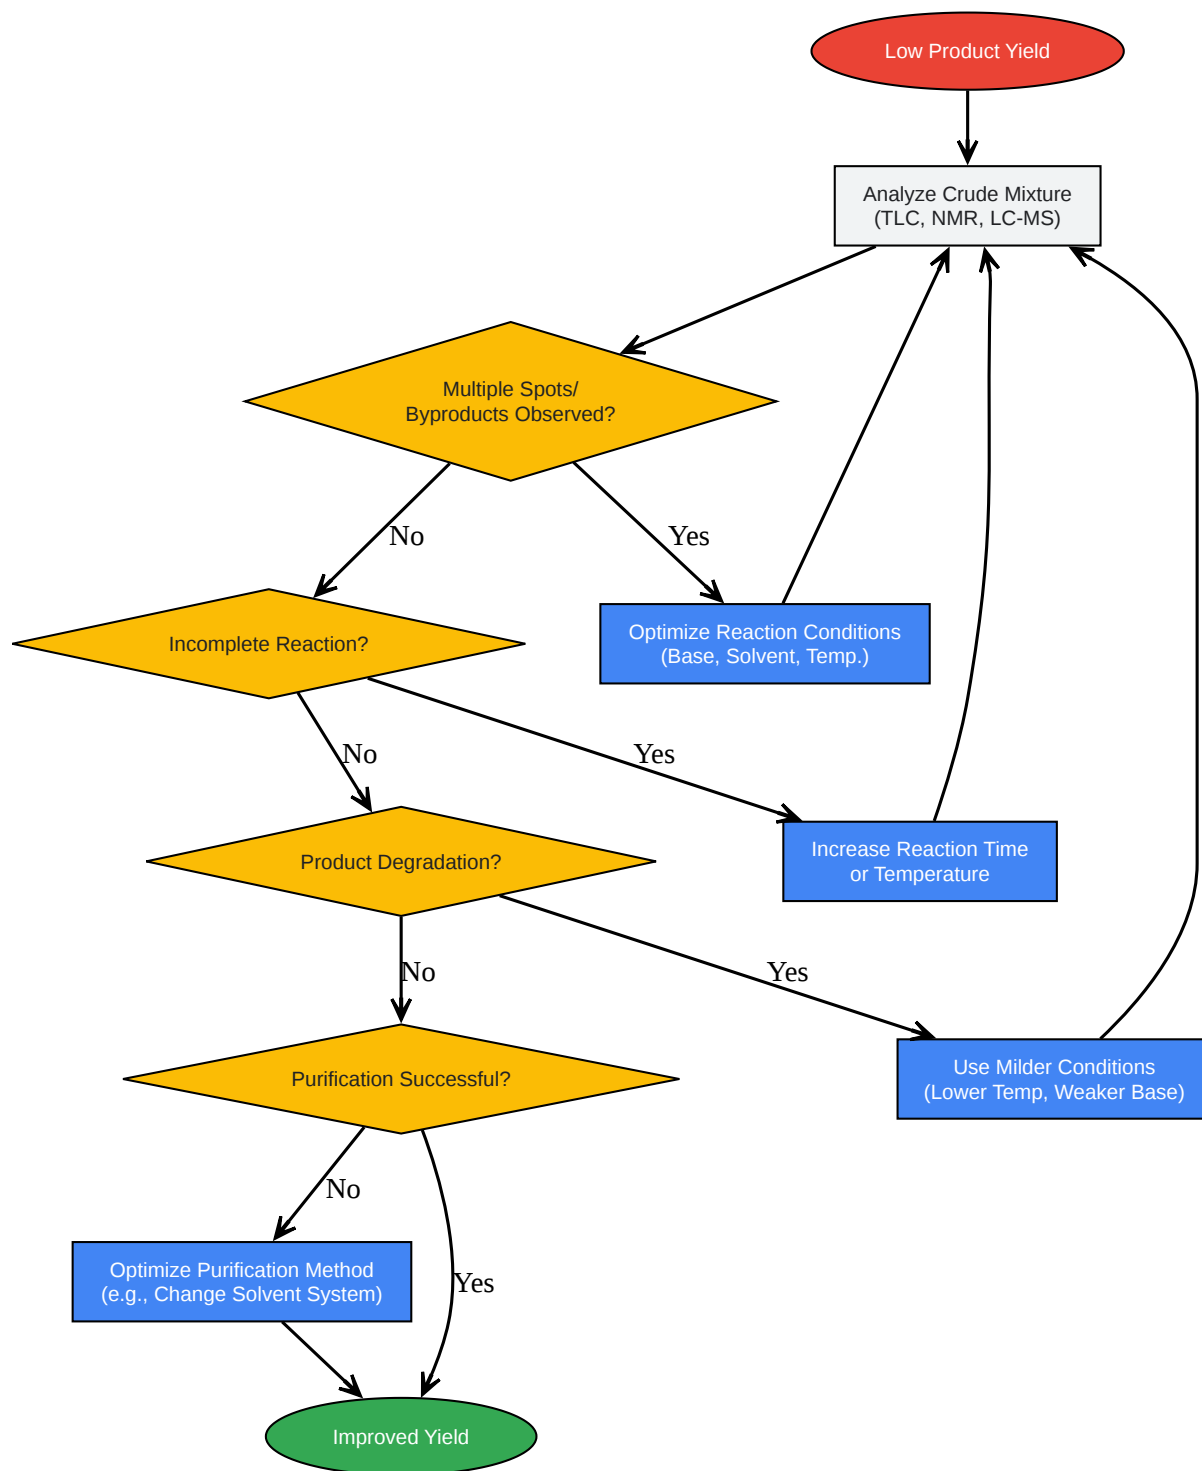 Low Product Yield
Analyze Crude Mixture
(TLC, NMR, LC-MS)
Multiple Spots/
Byproducts Observed?
No
Yes
Incomplete Reaction?
Optimize Reaction Conditions
(Base, Solvent, Temp.)
No
Yes
Product Degradation?
Increase Reaction Time
or Temperature
No
Yes
Purification Successful?
Use Milder Conditions
(Lower Temp, Weaker Base)
No
Optimize Purification Method
(e.g., Change Solvent System)
Yes
Improved Yield